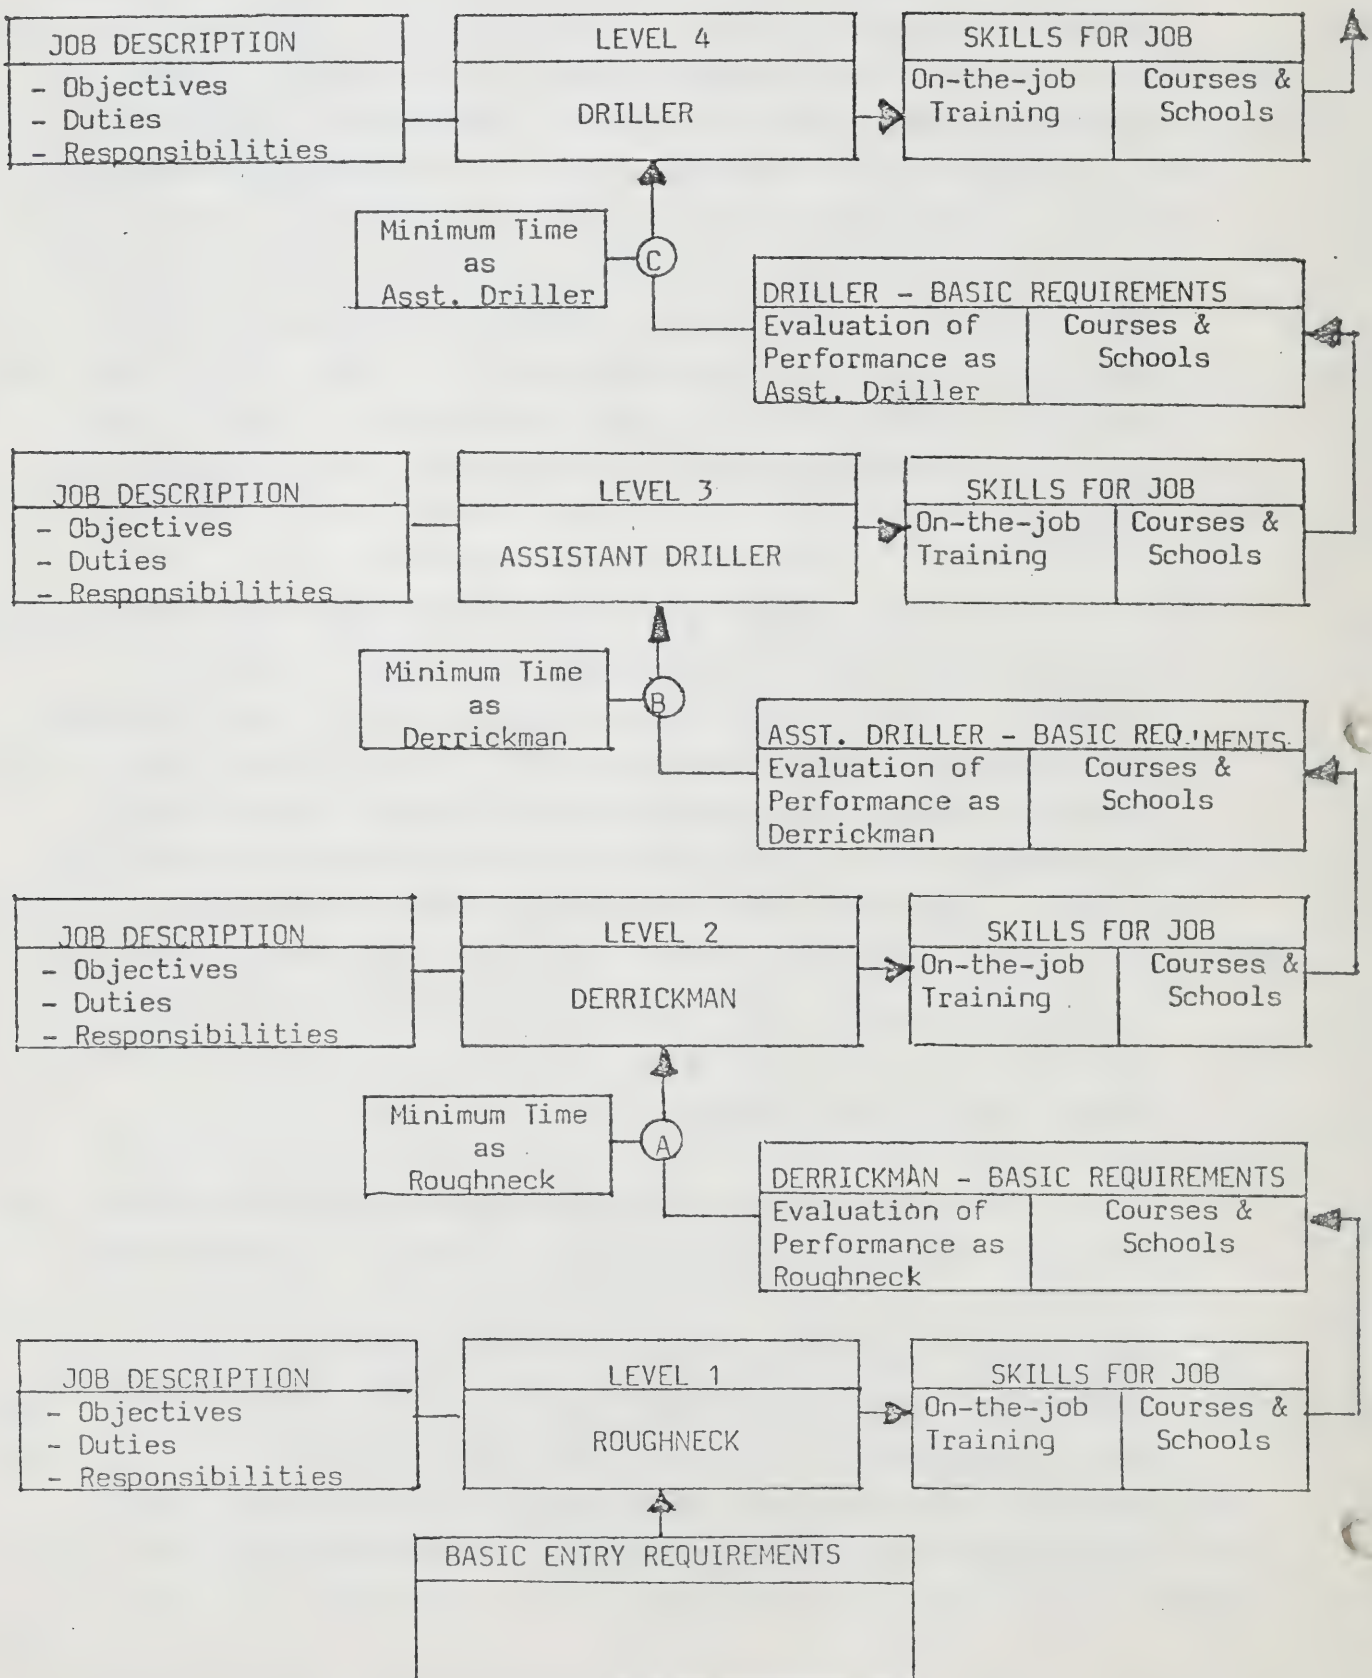 JOB DESCRIPTION
- Objectives
- Duties
- Responsibilities
LEVEL 4
DRILLER
SKILLS FOR JOB
On-the-job
Training
Courses &
Schools
Minimum Time
as
Asst. Driller
C
DRILLER - BASIC REQUIREMENTS
Evaluation of
Performance as
Asst. Driller
Courses &
Schools
JOB DESCRIPTION
- Objectives
- Duties
- Responsibilities
LEVEL 3
ASSISTANT DRILLER
SKILLS FOR JOB
On-the-job
Training
Courses &
Schools
Minimum Time
as
Derrickman
B
ASST. DRILLER - BASIC REQ.'MENTS
Evaluation of
Performance as
Derrickman
Courses &
Schools
JOB DESCRIPTION
- Objectives
- Duties
- Responsibilities
LEVEL 2
DERRICKMAN
SKILLS FOR JOB
On-the-job
Training
Courses &
Schools
Minimum Time
as
Roughneck
A
DERRICKMAN - BASIC REQUIREMENTS
Evaluation of
Performance as
Roughneck
Courses &
Schools
JOB DESCRIPTION
- Objectives
- Duties
- Responsibilities
LEVEL 1
ROUGHNECK
SKILLS FOR JOB
On-the-job
Training
Courses &
Schools
BASIC ENTRY REQUIREMENTS